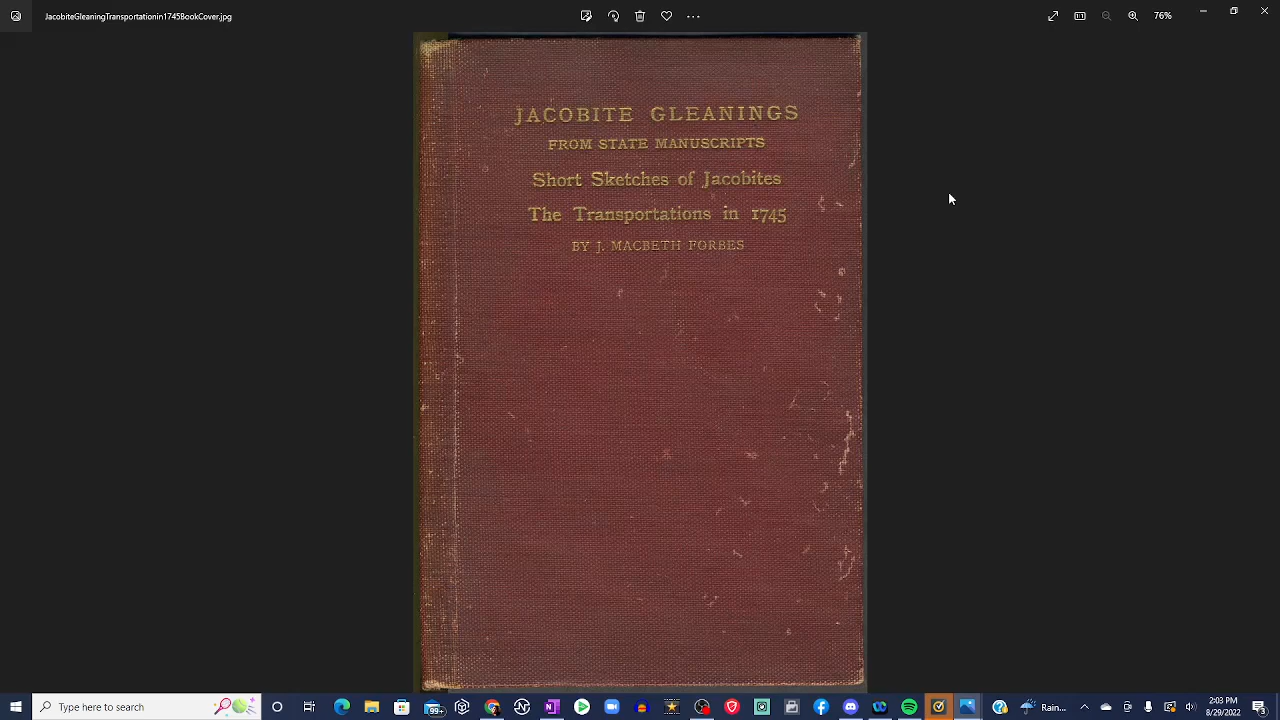 JacobiteGleaningTransportationin1745BookCover.jpg
76%
JACOBITE GLEANINGS
FROM STATE MANUSCRIPTS
Short Sketches of Jacobites
The Transportations in 1745
BY J. MACBETH FORBES
Type here to search
2:03 PM
8/29/2022